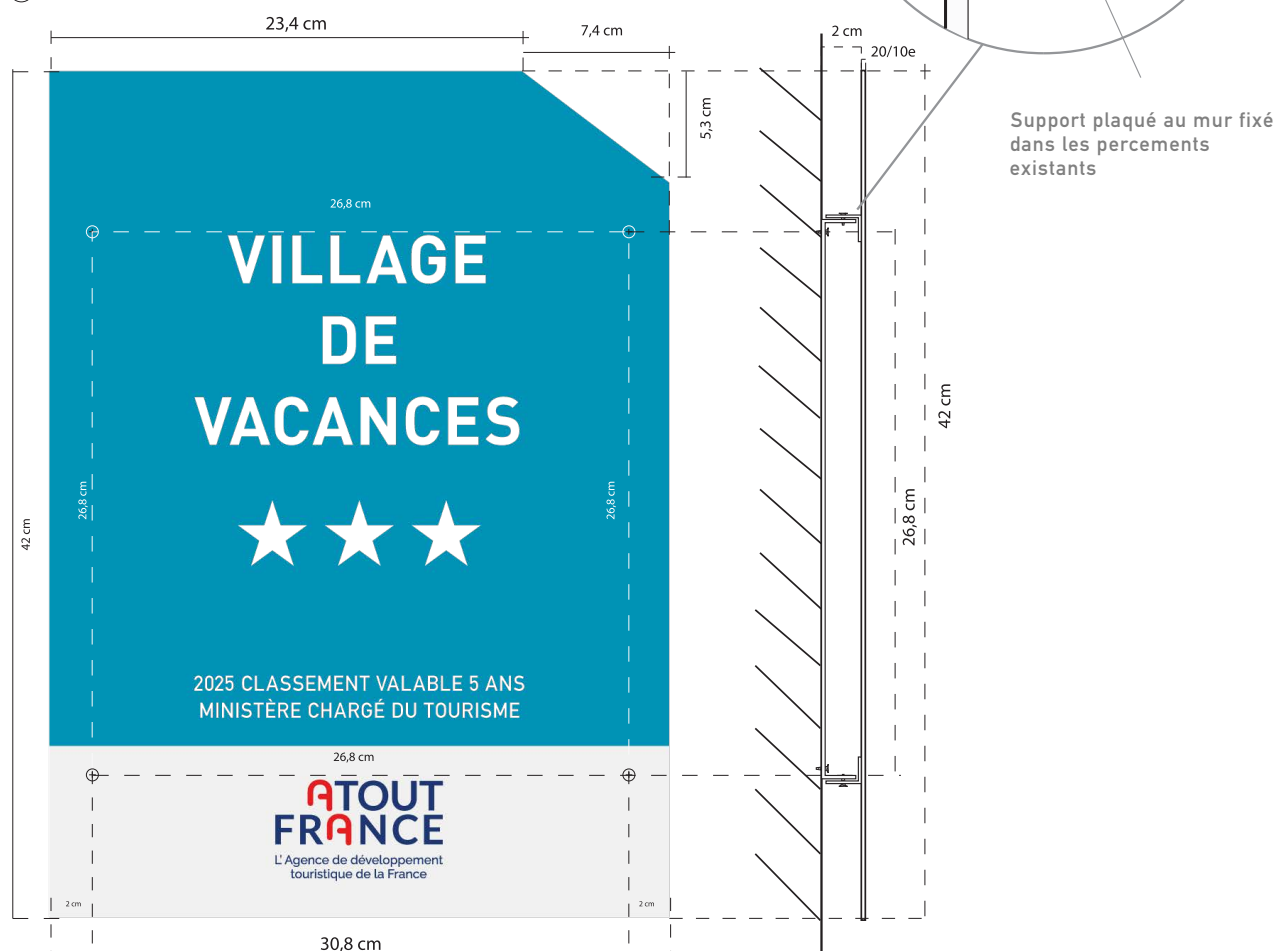 23,4 cm
7,4 cm
2 cm
20/10e
5,3 cm
Support plaqué au mur fixé
dans les percements
existants
26,8 cm
VILLAGE
DE
VACANCES
26,8 cm
26,8 cm
42 cm
26,8 cm
42 cm
2025 CLASSEMENT VALABLE 5 ANS
MINISTÈRE CHARGÉ DU TOURISME
26,8 cm
ATOUT
FRANCE
L' Agence de développement
touristique de la France
2 cm
2 cm
30,8 cm